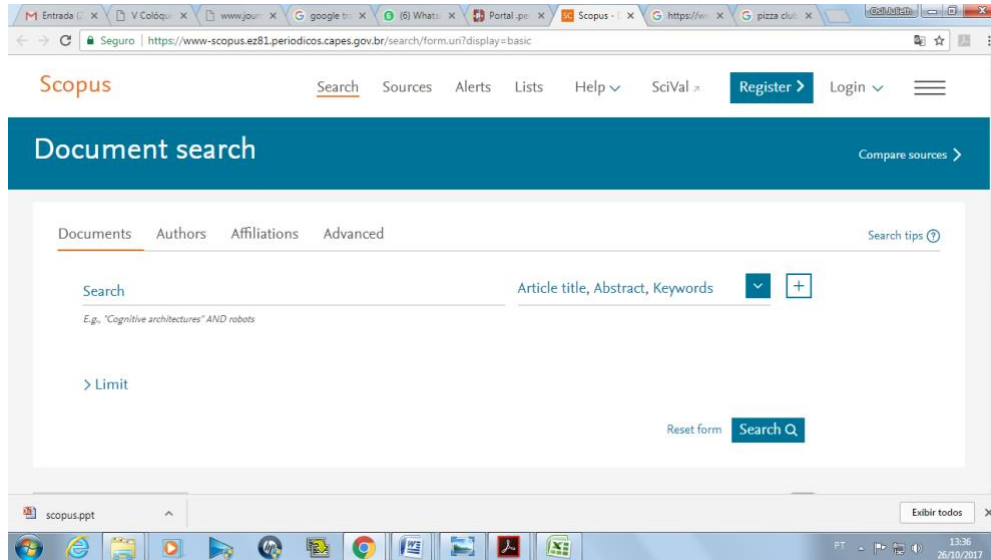 Entrada
V Colóqu
www.jour
google tr
(6) Whats
Portal .pe
Scopus -
https://w
pizza clu
Seguro | https://www-scopus.ez81.periodicos.capes.gov.br/search/form.uri?display=basic
Scopus Search Sources Alerts Lists Help SciVal Register Login
Document search
Compare sources
Documents Authors Affiliations Advanced Search tips
Search Article title, Abstract, Keywords
E.g., "Cognitive architectures" AND robots
Limit
Reset form Search
scopus.ppt Exibir todos
PT 13:36
26/10/2017